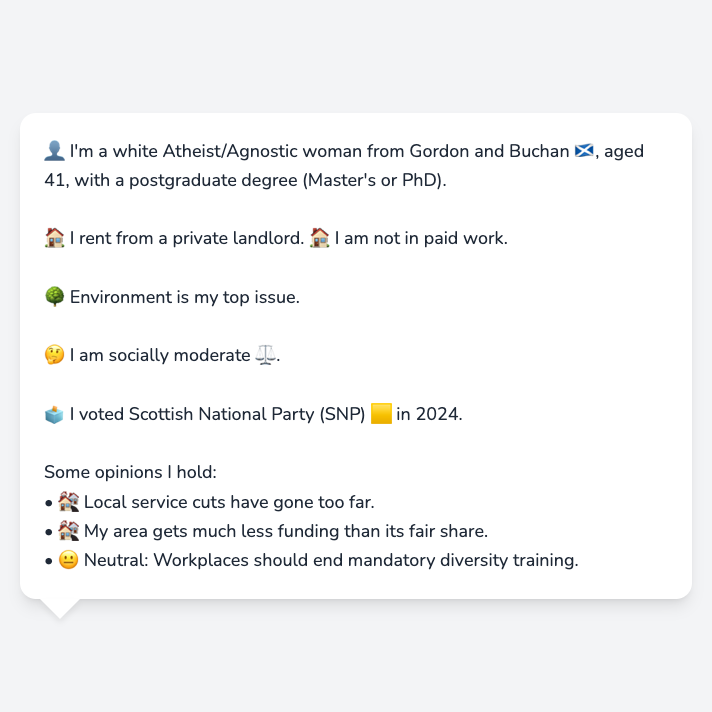 👤 I'm a white Atheist/Agnostic woman from Gordon and Buchan 🏴󠁧󠁢󠁳󠁣󠁴󠁿, aged
41, with a postgraduate degree (Master's or PhD).
🏠 I rent from a private landlord. 🏠 I am not in paid work.
🌳 Environment is my top issue.
🤔 I am socially moderate ⚖️.
🗳️ I voted Scottish National Party (SNP) 🟨 in 2024.
Some opinions I hold:
• 🏚️ Local service cuts have gone too far.
• 🏚️ My area gets much less funding than its fair share.
• 😐 Neutral: Workplaces should end mandatory diversity training.